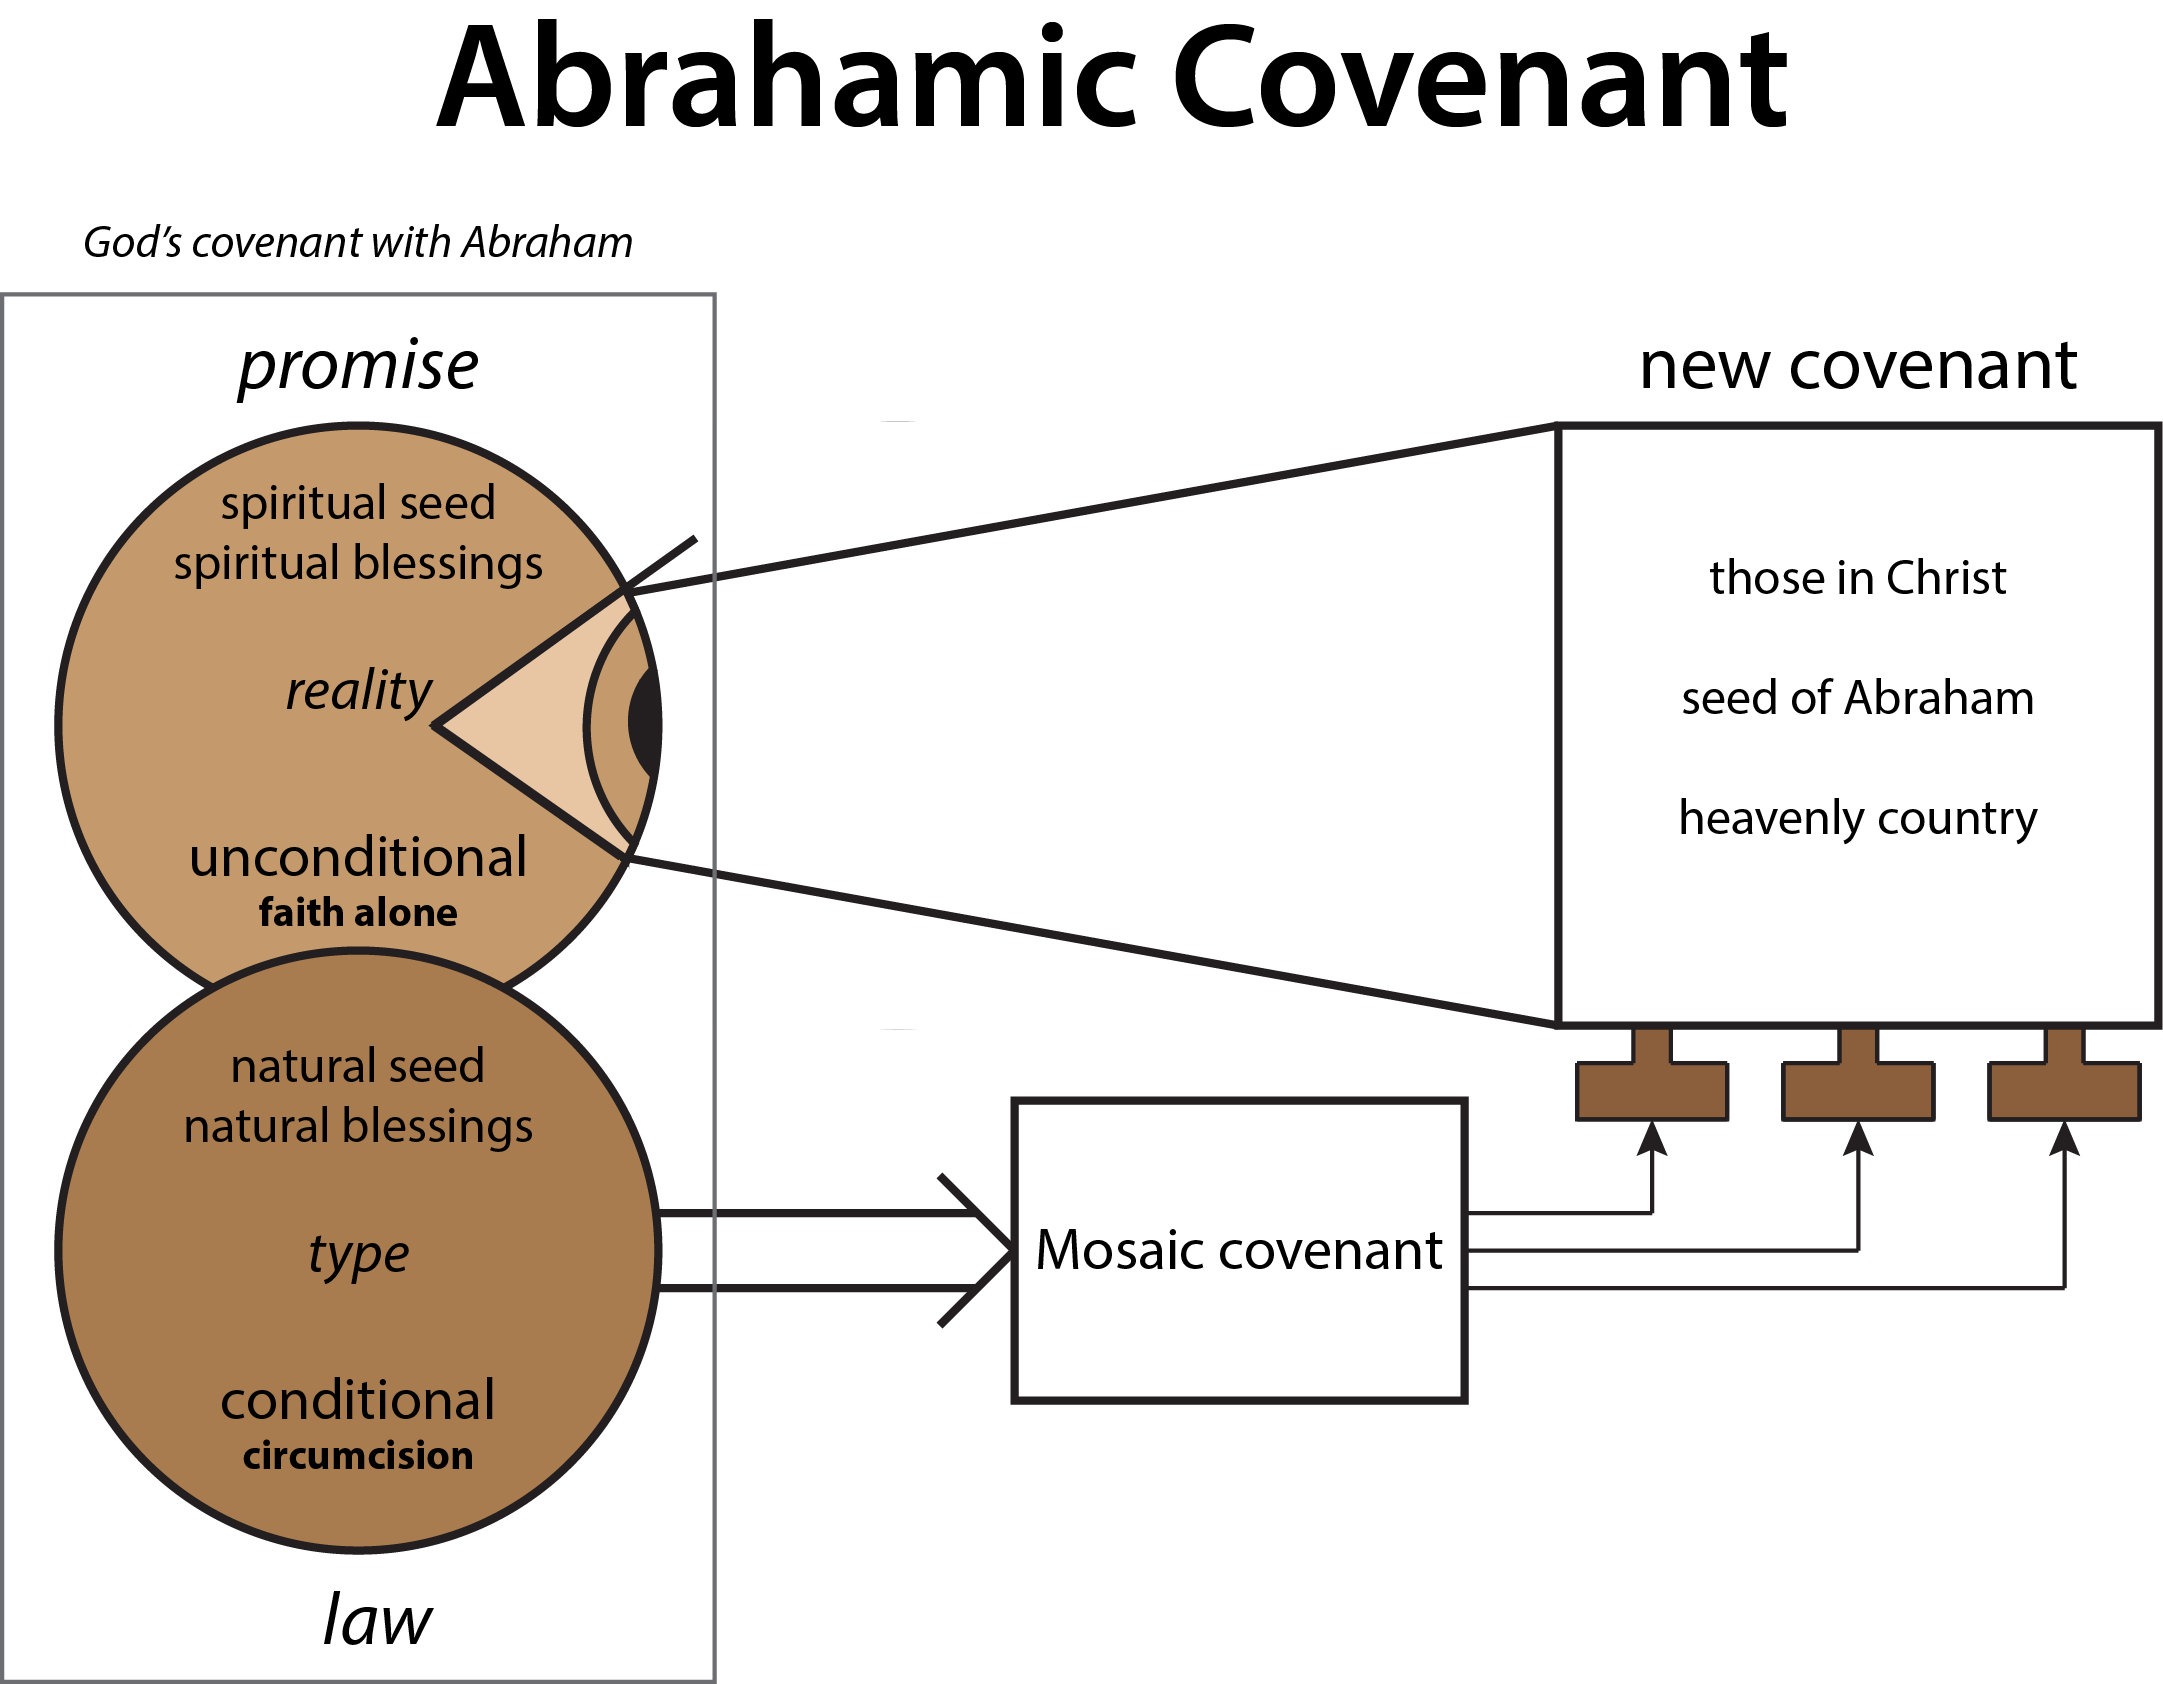 Abrahamic Covenant
God’s covenant with Abraham
promise
spiritual seed
spiritual blessings
reality
unconditional
faith alone
natural seed
natural blessings
type
conditional
circumcision
law
new covenant
those in Christ
seed of Abraham
heavenly country
Mosaic covenant